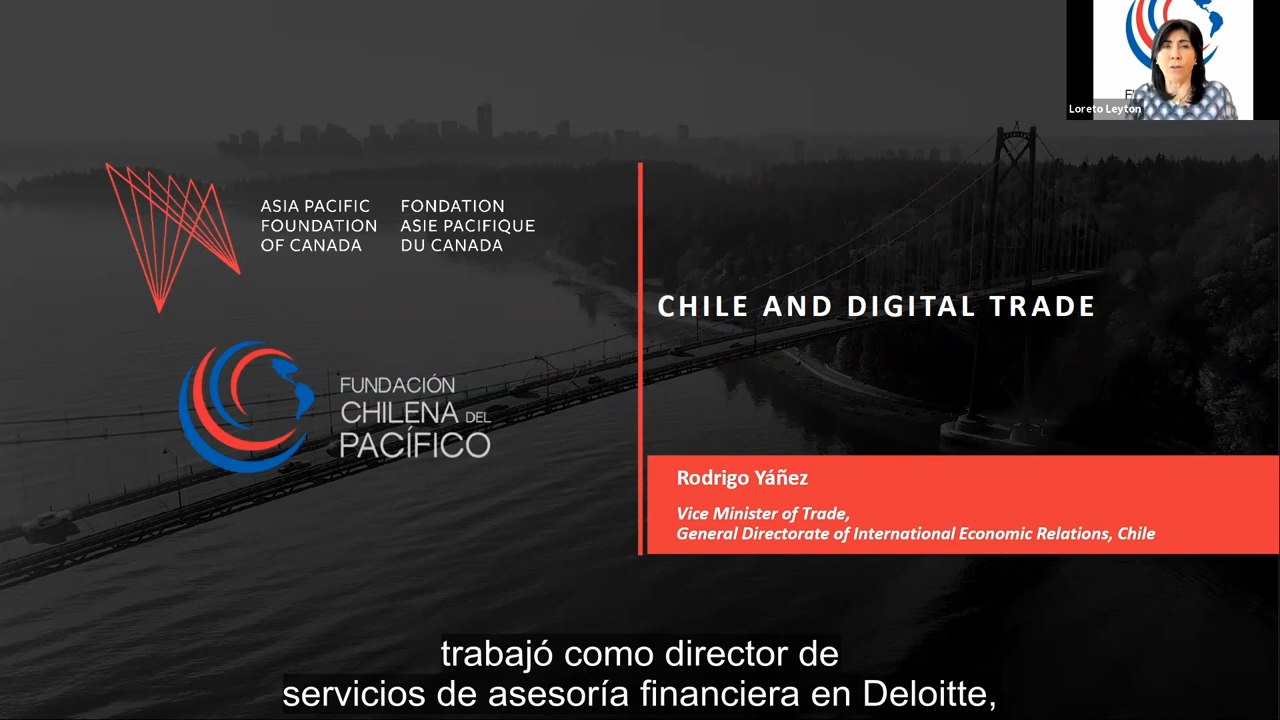 ASIA PACIFIC
FOUNDATION
OF CANADA
FONDATION
ASIE PACIFIQUE
DU CANADA
FUNDACIÓN
CHILENA DEL
PACÍFICO
CHILE AND DIGITAL TRADE
Rodrigo Yáñez
Vice Minister of Trade,
General Directorate of International Economic Relations, Chile
Loreto Leyton
trabajó como director de
servicios de asesoría financiera en Deloitte,